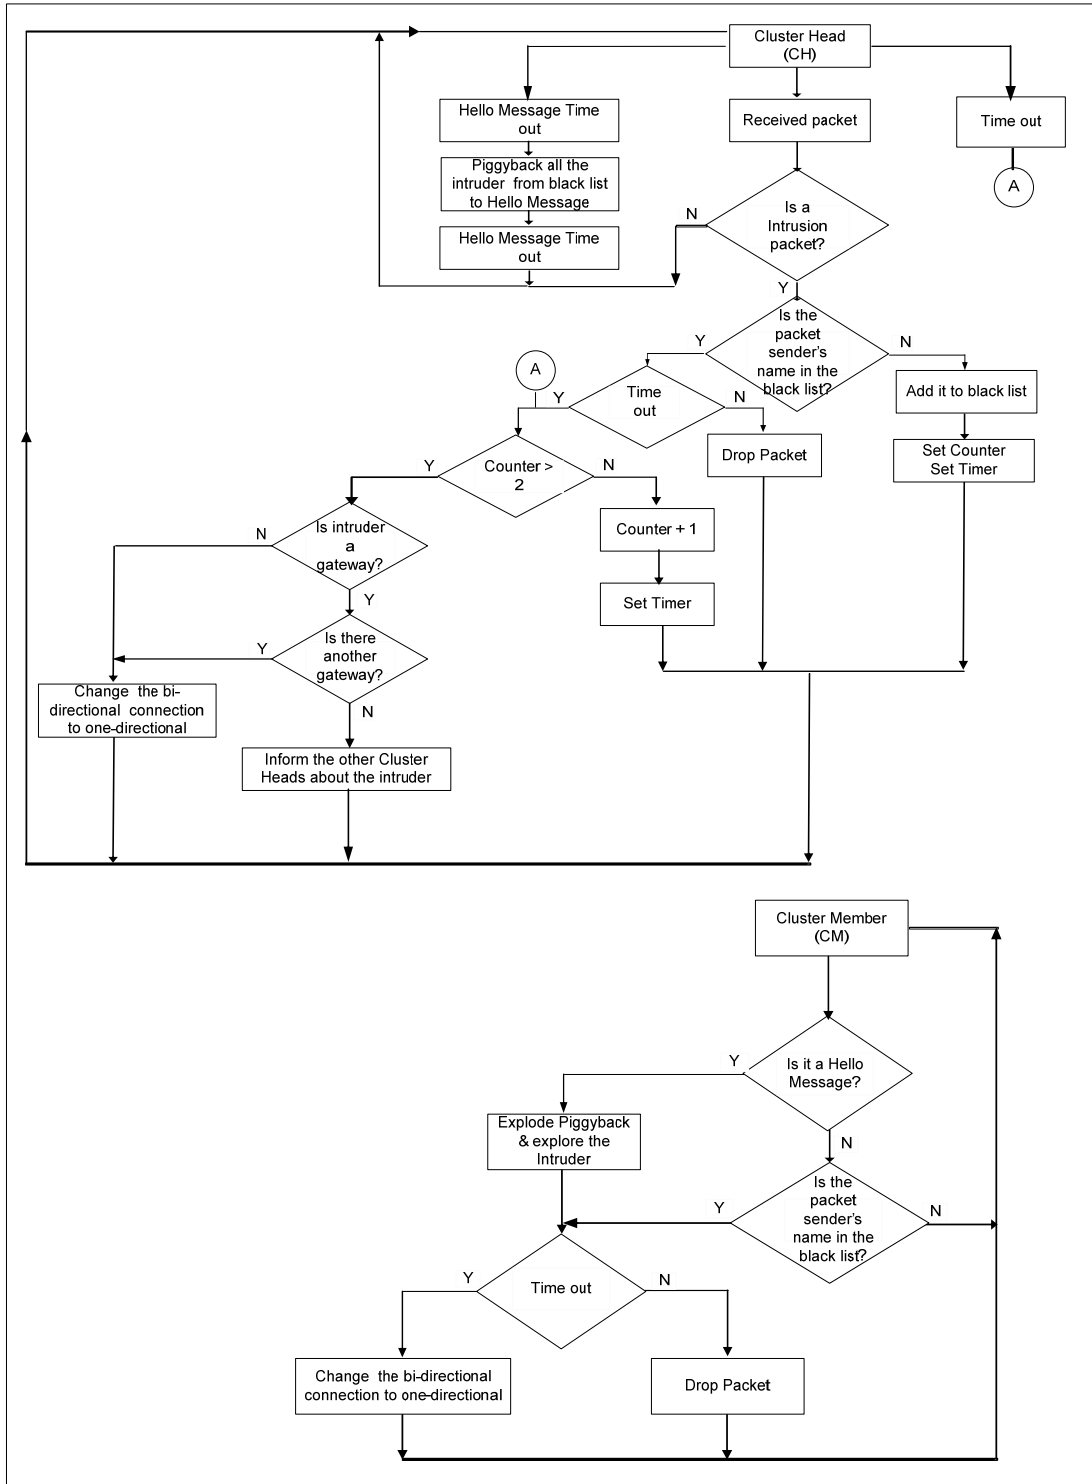 Cluster Head
(CH)
Hello Message Time
out
Received packet
Time out
A
Piggyback all the
intruder from black list
to Hello Message
Hello Message Time
out
Is a
Intrusion
packet?
N
Y
Is the
packet
sender's
name in the
black list?
Y
N
A
Time
out
Y
N
Add it to black list
Drop Packet
Set Counter
Set Timer
Counter >
2
Y
N
Counter + 1
Set Timer
Is intruder
a
gateway?
N
Y
Is there
another
gateway?
Y
N
Change the bi-
directional connection
to one-directional
Inform the other Cluster
Heads about the intruder
Cluster Member
(CM)
Is it a Hello
Message?
Y
N
Explode Piggyback
& explore the
Intruder
Is the
packet
sender's
name in the
black list?
Y
N
Time out
Y
N
Change the bi-directional
connection to one-directional
Drop Packet